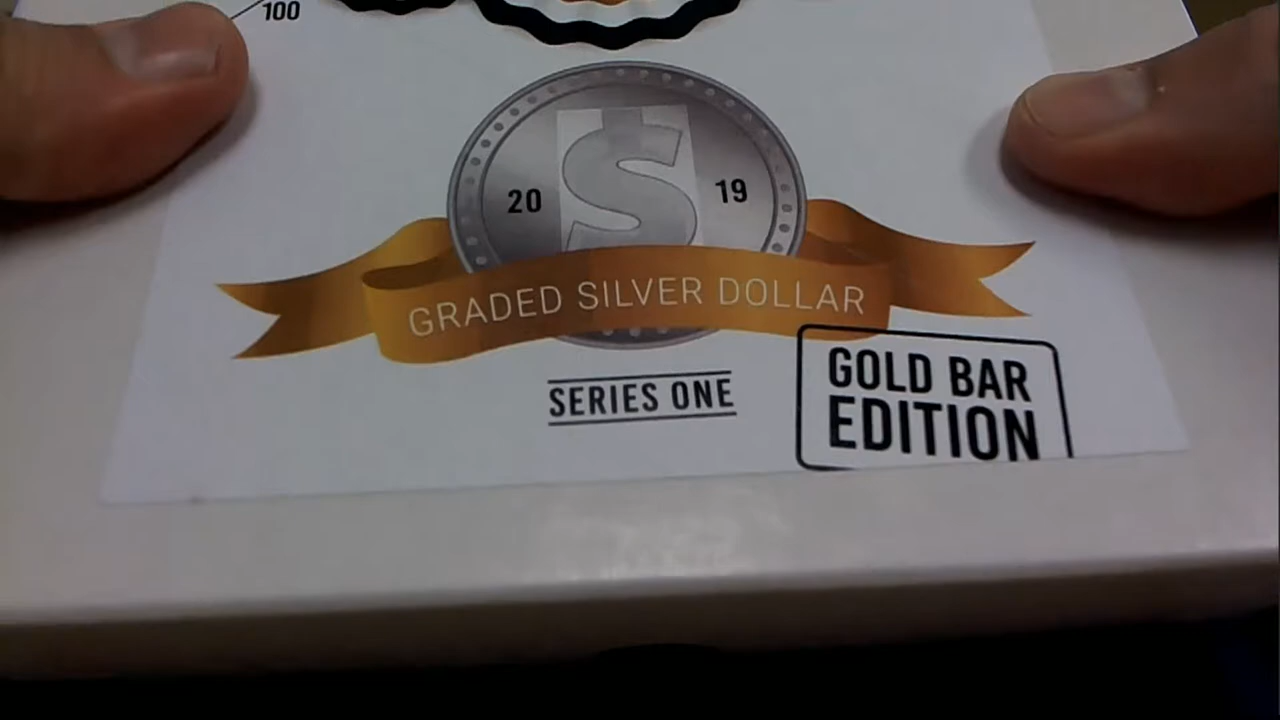 100
$
20 19
GRADED SILVER DOLLAR
SERIES ONE
GOLD BAR
EDITION